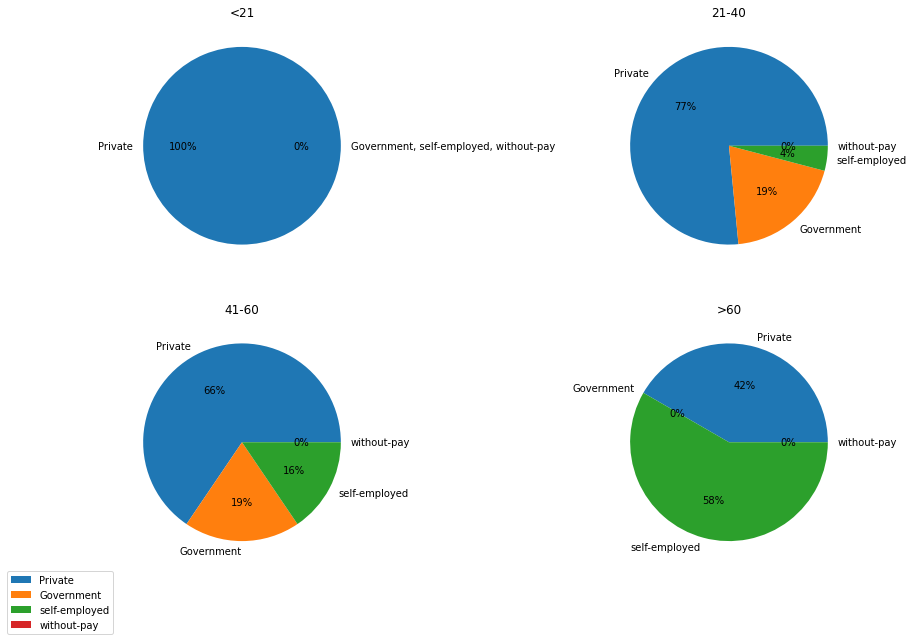 <21
Private
100%
0%
Government, self-employed, without-pay
21-40
Private
77%
0%
without-pay
4%
self-employed
19%
Government
41-60
Private
66%
0%
without-pay
16%
self-employed
19%
Government
>60
Private
42%
Government
0%
0%
without-pay
58%
self-employed
Private
Government
self-employed
without-pay